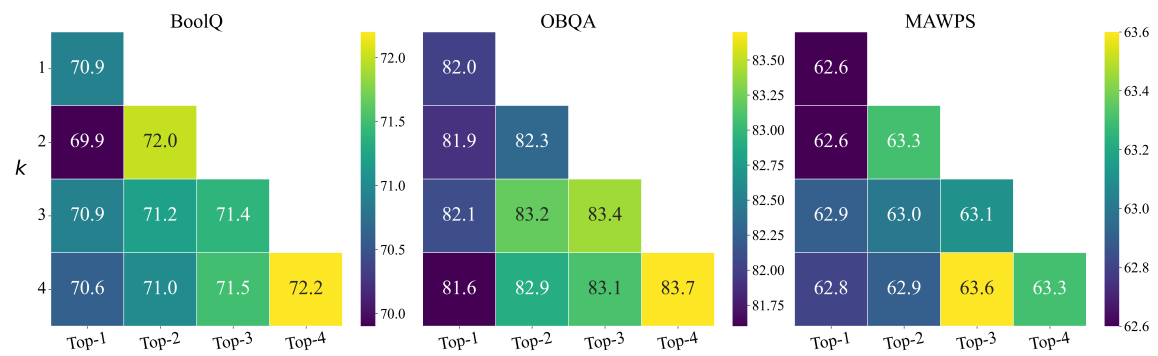 BoolQ
OBQA
MAWPS
k
1
70.9
2
69.9 72.0
3
70.9 71.2 71.4
4
70.6 71.0 71.5 72.2
Top-1 Top-2 Top-3 Top-4
72.0
71.5
71.0
70.5
70.0
82.0
81.9 82.3
82.1 83.2 83.4
81.6 82.9 83.1 83.7
Top-1 Top-2 Top-3 Top-4
83.50
83.25
83.00
82.75
82.50
82.25
82.00
81.75
62.6
62.6 63.3
62.9 63.0 63.1
62.8 62.9 63.6 63.3
Top-1 Top-2 Top-3 Top-4
63.6
63.4
63.2
63.0
62.8
62.6